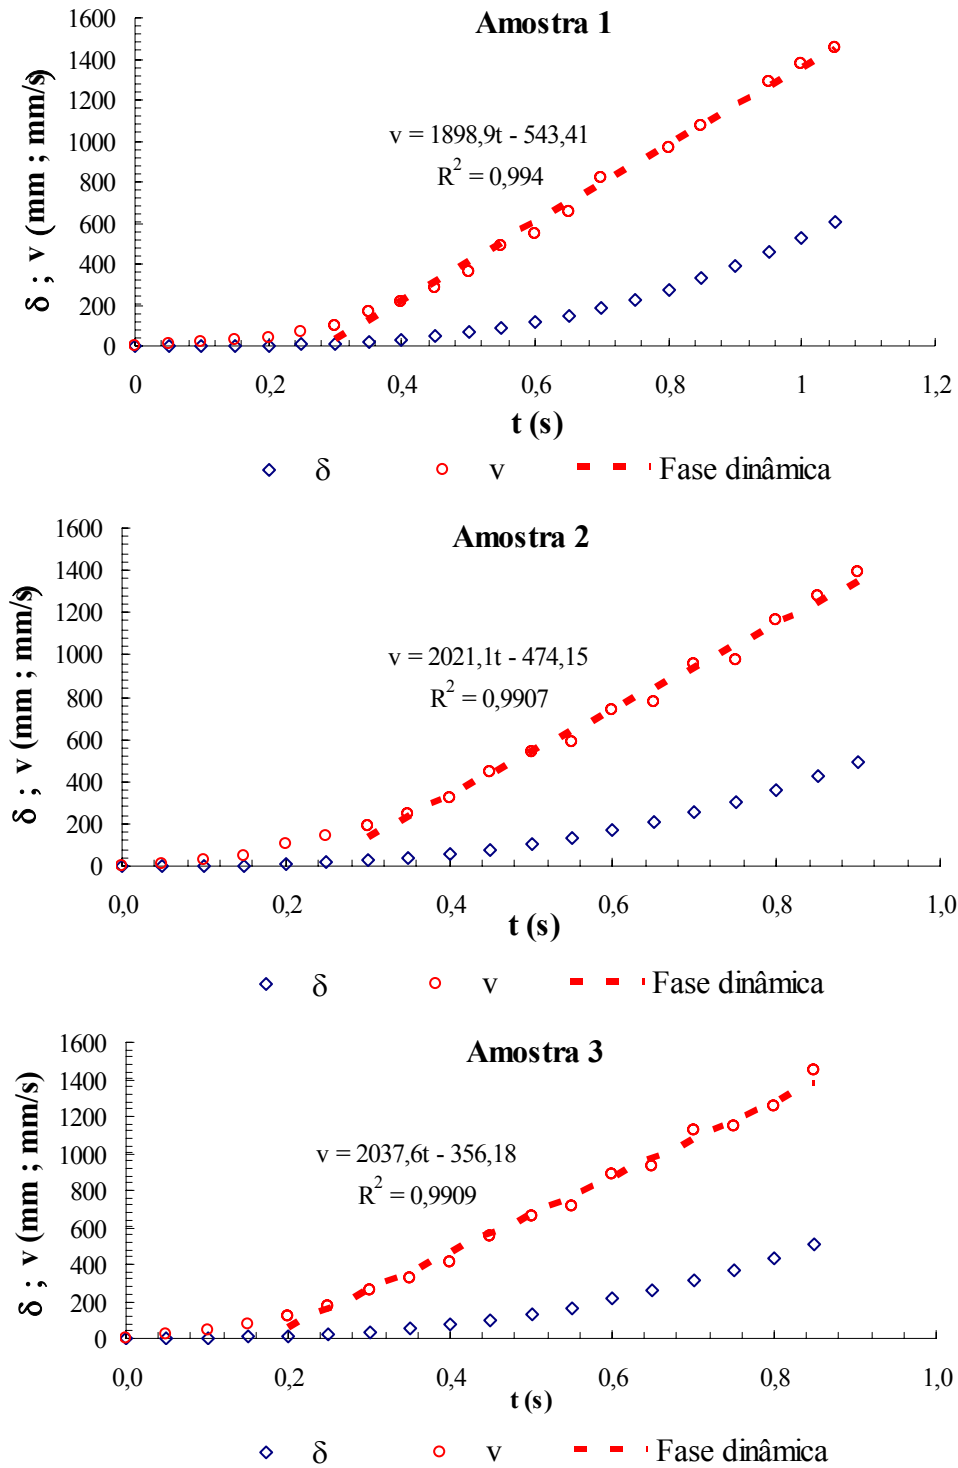 Amostra 1
1600
1400
1200
1000
800
600
400
200
0
δ ; v (mm ; mm/s)
v = 1898,9t - 543,41
R² = 0,994
0 0,2 0,4 0,6 0,8 1 1,2
t (s)
δ v Fase dinâmica
Amostra 2
1600
1400
1200
1000
800
600
400
200
0
δ ; v (mm ; mm/s)
v = 2021,1t - 474,15
R² = 0,9907
0,0 0,2 0,4 0,6 0,8 1,0
t (s)
δ v Fase dinâmica
Amostra 3
1600
1400
1200
1000
800
600
400
200
0
δ ; v (mm ; mm/s)
v = 2037,6t - 356,18
R² = 0,9909
0,0 0,2 0,4 0,6 0,8 1,0
t (s)
δ v Fase dinâmica